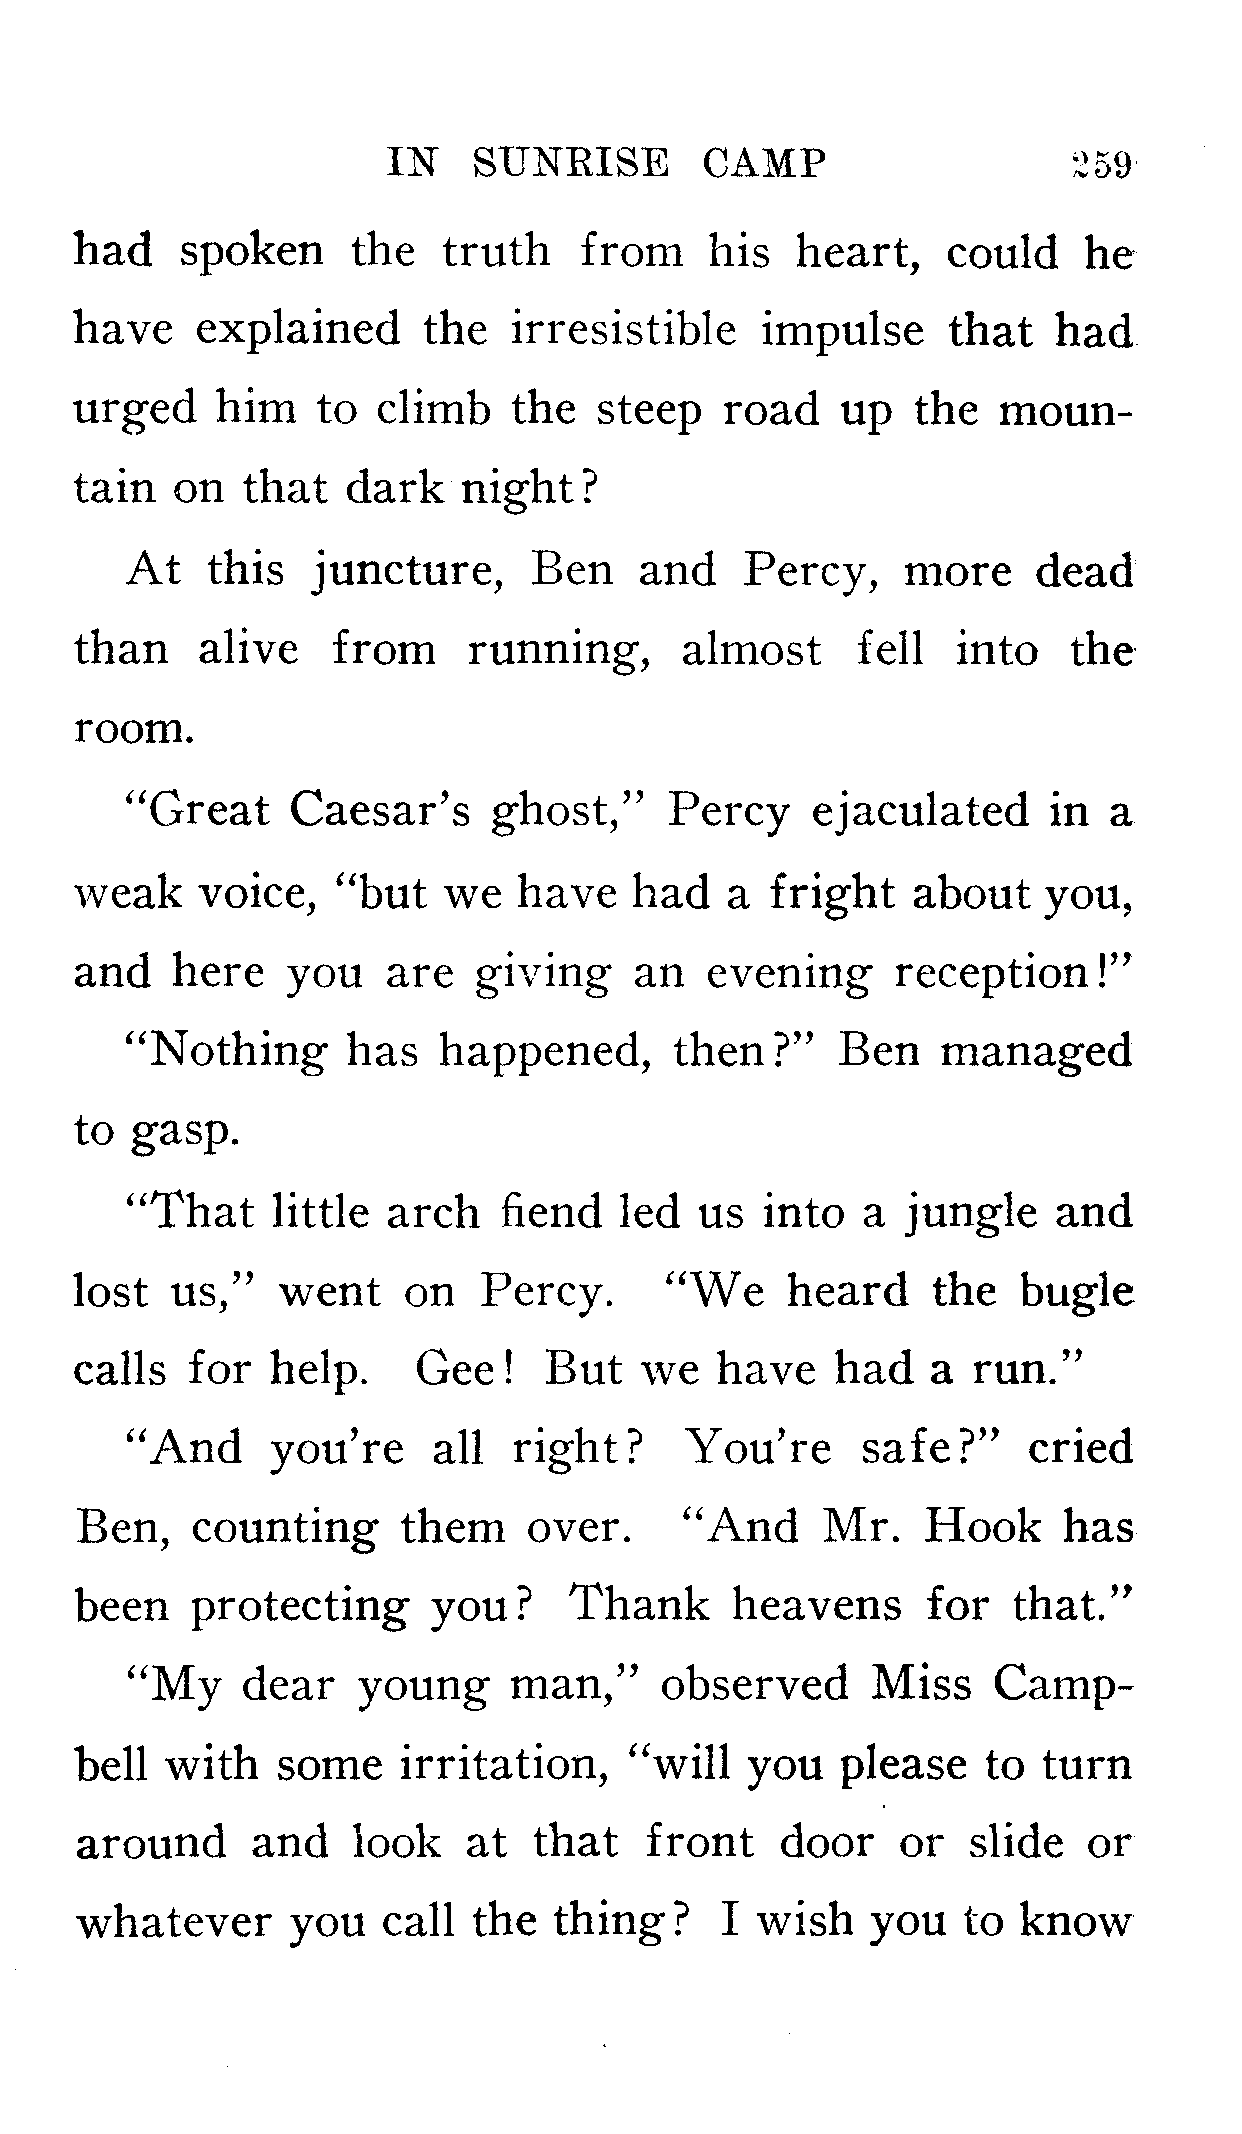 IN SUNRISE CAMP 259
had spoken the truth from his heart, could he
have explained the irresistible impulse that had
urged him to climb the steep road up the moun-
tain on that dark night?
At this juncture, Ben and Percy, more dead
than alive from running, almost fell into the
room.
"Great Caesar's ghost," Percy ejaculated in a
weak voice, "but we have had a fright about you,
and here you are giving an evening reception!"
"Nothing has happened, then?" Ben managed
to gasp.
"That little arch fiend led us into a jungle and
lost us," went on Percy. "We heard the bugle
calls for help. Gee! But we have had a run."
"And you're all right? You're safe?" cried
Ben, counting them over. "And Mr. Hook has
been protecting you? Thank heavens for that."
"My dear young man," observed Miss Camp-
bell with some irritation, "will you please to turn
around and look at that front door or slide or
whatever you call the thing? I wish you to know